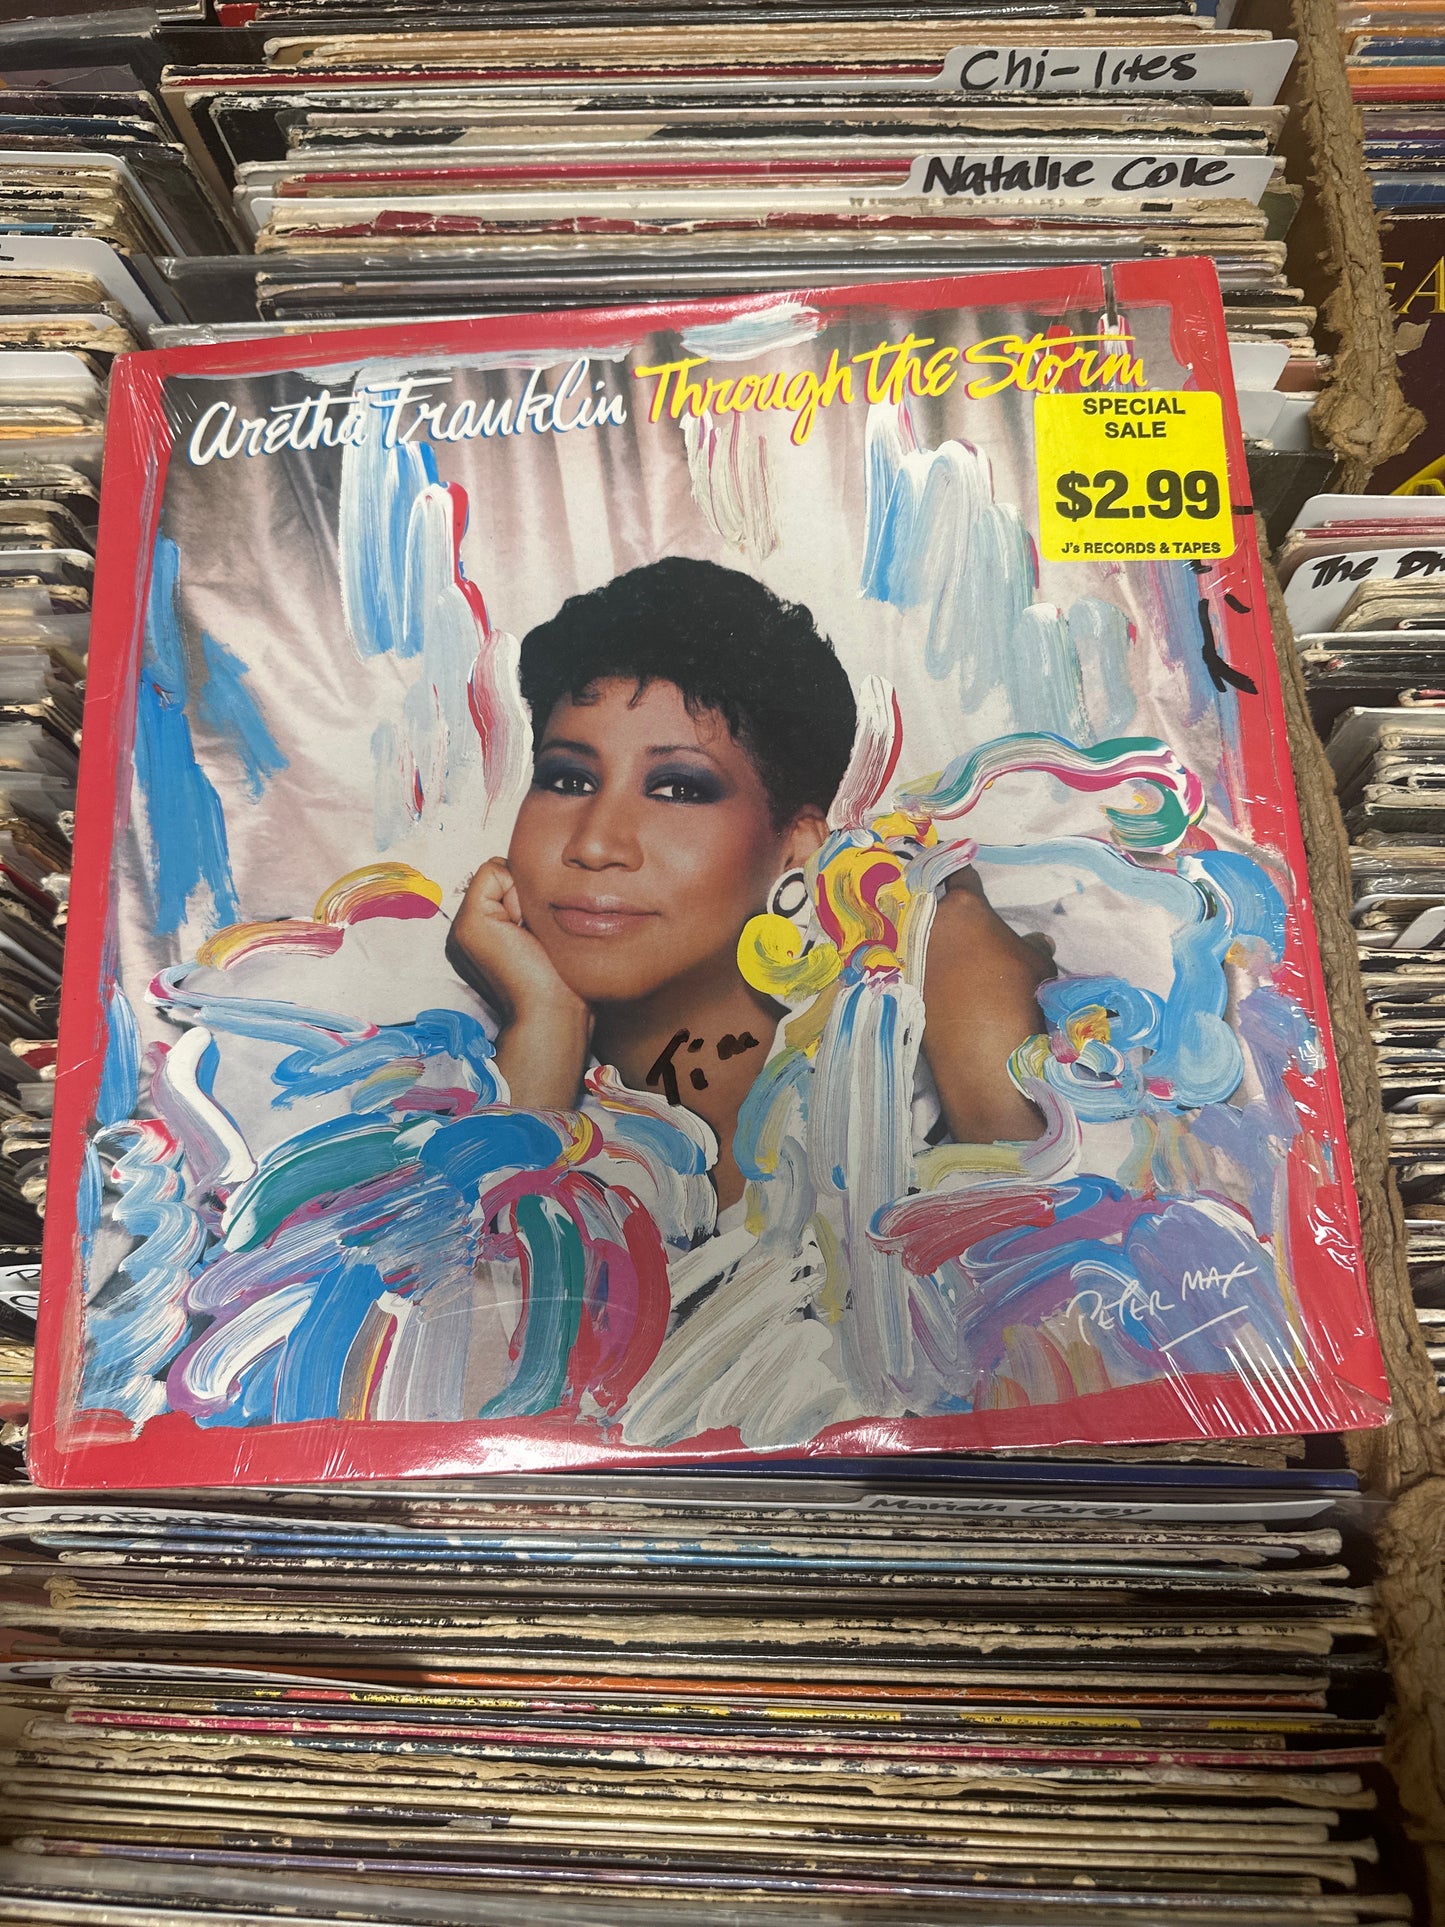 Chi-lites
Natalie Cole
Aretha Franklin Through the Storm
SPECIAL
SALE
$2.99
J's RECORDS & TAPES
The
Tim
PETER MAX
Mariah Carey